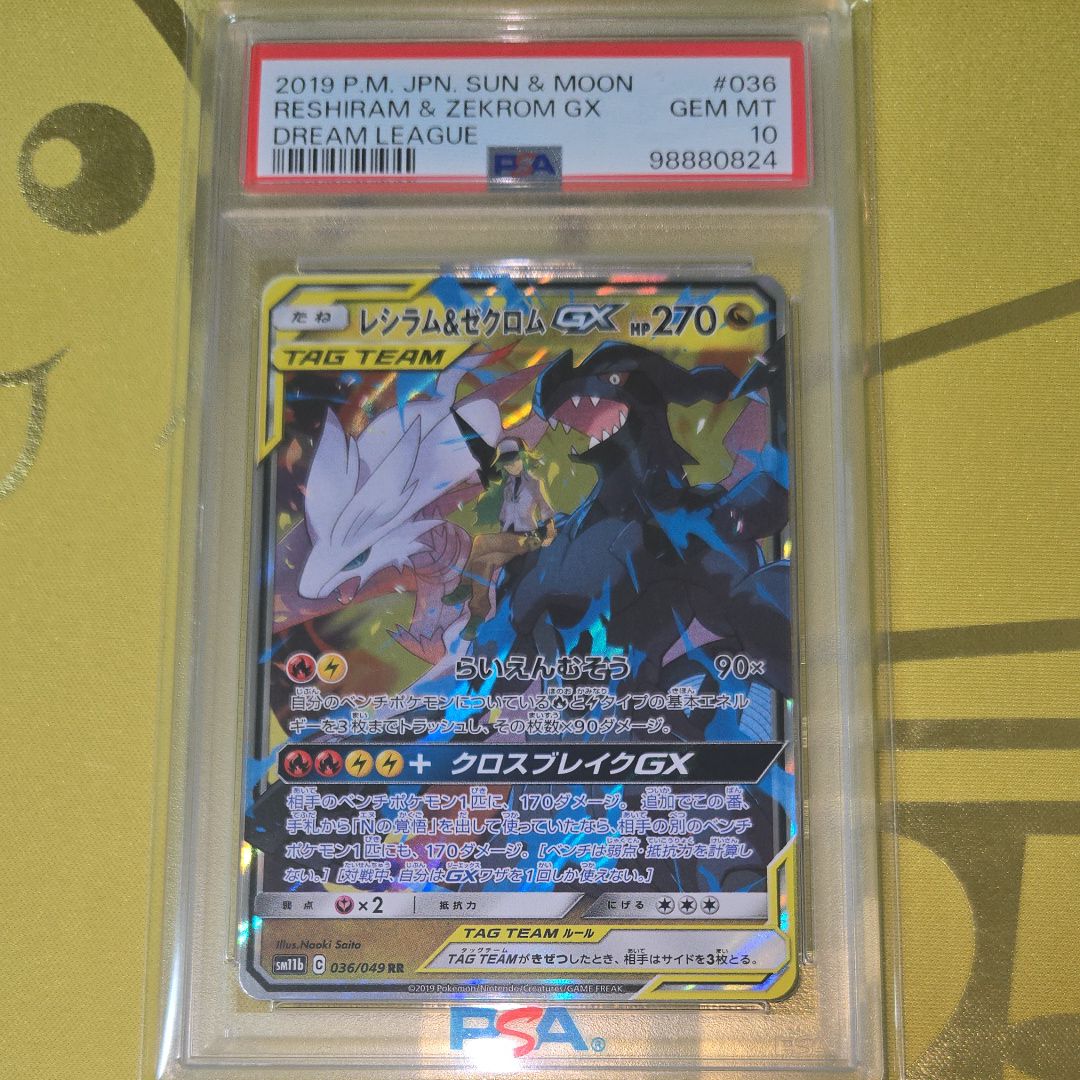 2019 P.M. JPN. SUN & MOON #036
RESHIRAM & ZEKROM GX GEM MT
DREAM LEAGUE 10
PSA 98880824
たね レシラム&ゼクロムGX HP270
TAG TEAM
らいえんむそう 90×
自分のベンチポケモンについている と タイプの基本エネル
ギーを3枚までトラッシュし、その枚数×90ダメージ。
+ クロスブレイクGX
相手のベンチポケモン1匹に、170ダメージ。 追加でこの番、
手札から「Nの覚悟」を出して使っていたなら、相手の別のベンチ
ポケモン1匹にも、170ダメージ。[ベンチは弱点・抵抗力を計算し
ない。] [対戦中、自分はGXワザを1回しか使えない。]
弱点 ×2 抵抗力 にげる
Illus. Naoki Saito
TAG TEAM ルール
TAG TEAMがきぜつしたとき、相手はサイドを3枚とる。
sm11b C 036/049 RR
©2019 Pokémon/Nintendo/Creatures/GAME FREAK.
PSA®